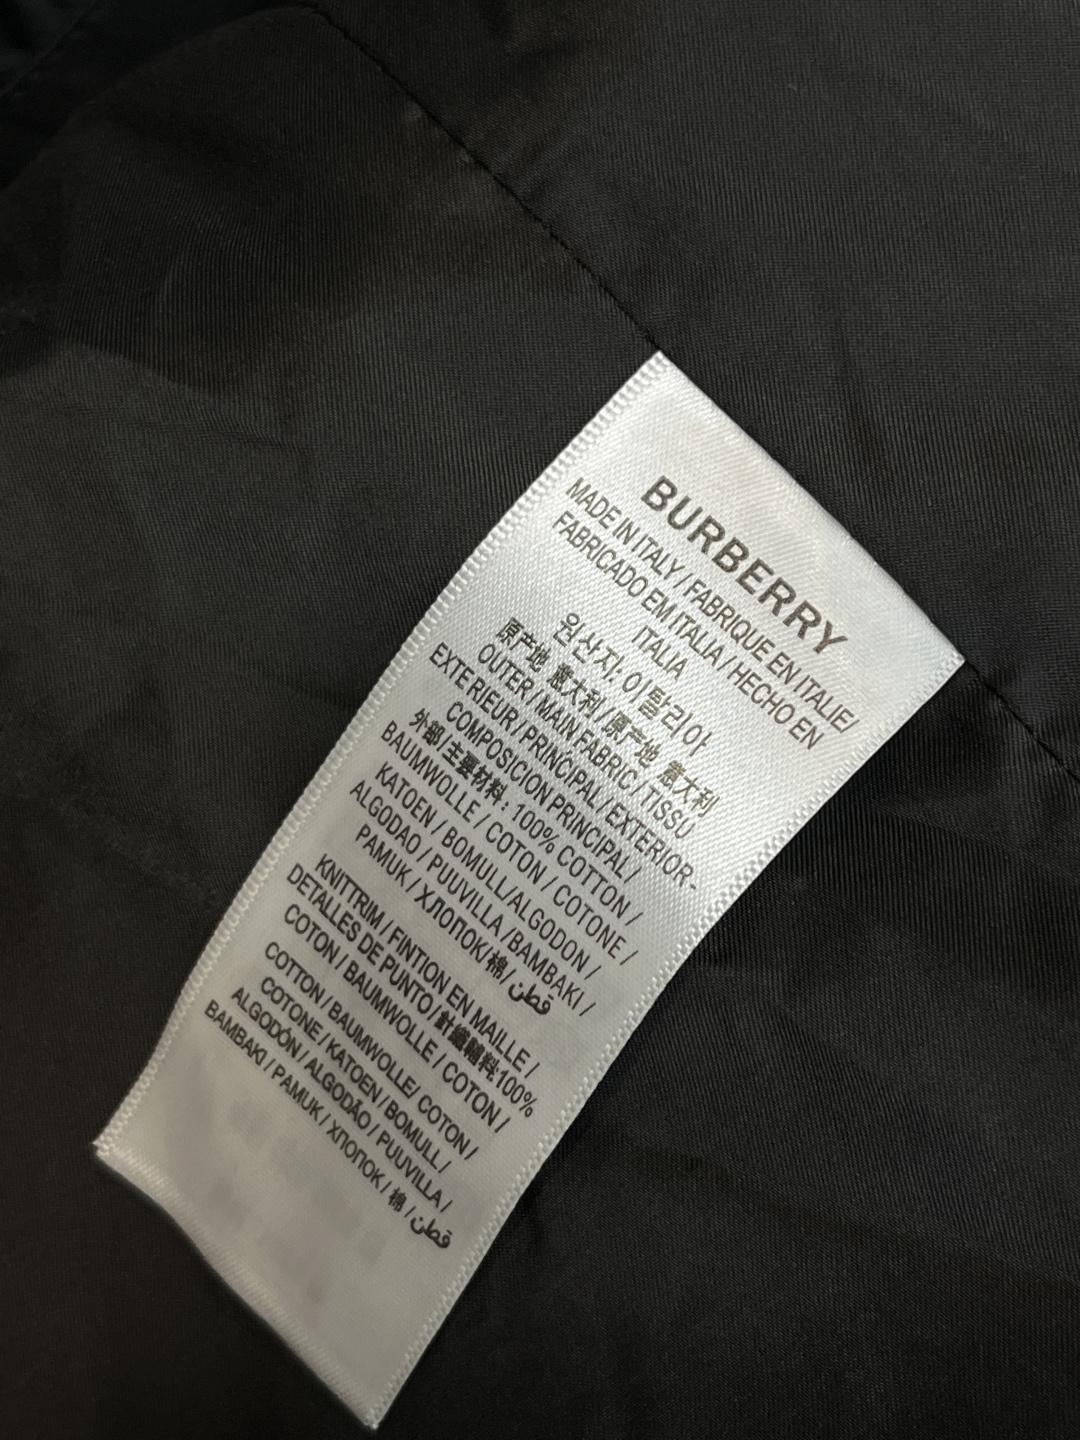 BURBERRY
MADE IN ITALY / FABRIQUE EN ITALIE/
FABRICADO EM ITALIA / HECHO EN
ITALIA
원산지: 이탈리아
原产地 意大利 / 原产地 意大利
OUTER / MAIN FABRIC / TISSU
EXTERIEUR / PRINCIPAL / EXTERIOR-
COMPOSICION PRINCIPAL /
外部/主要材料: 100% COTTON /
BAUMWOLLE / COTON / COTONE /
KATOEN / BOMULL/ALGODON /
ALGODAO / PUUVILLA /BAMBAKI /
PAMUK / ХЛОПОК/棉/ قطن
KNITTRIM / FINTION EN MAILLE /
DETALLES DE PUNTO / 針織輔料:100%
COTON / BAUMWOLLE / COTON /
COTTON / BAUMWOLLE/ COTON /
COTONE / KATOEN / BOMULL /
ALGODÓN / ALGODÃO / PUUVILLA /
BAMBAKI / PAMUK / ХПОПОК / 棉 / قطن